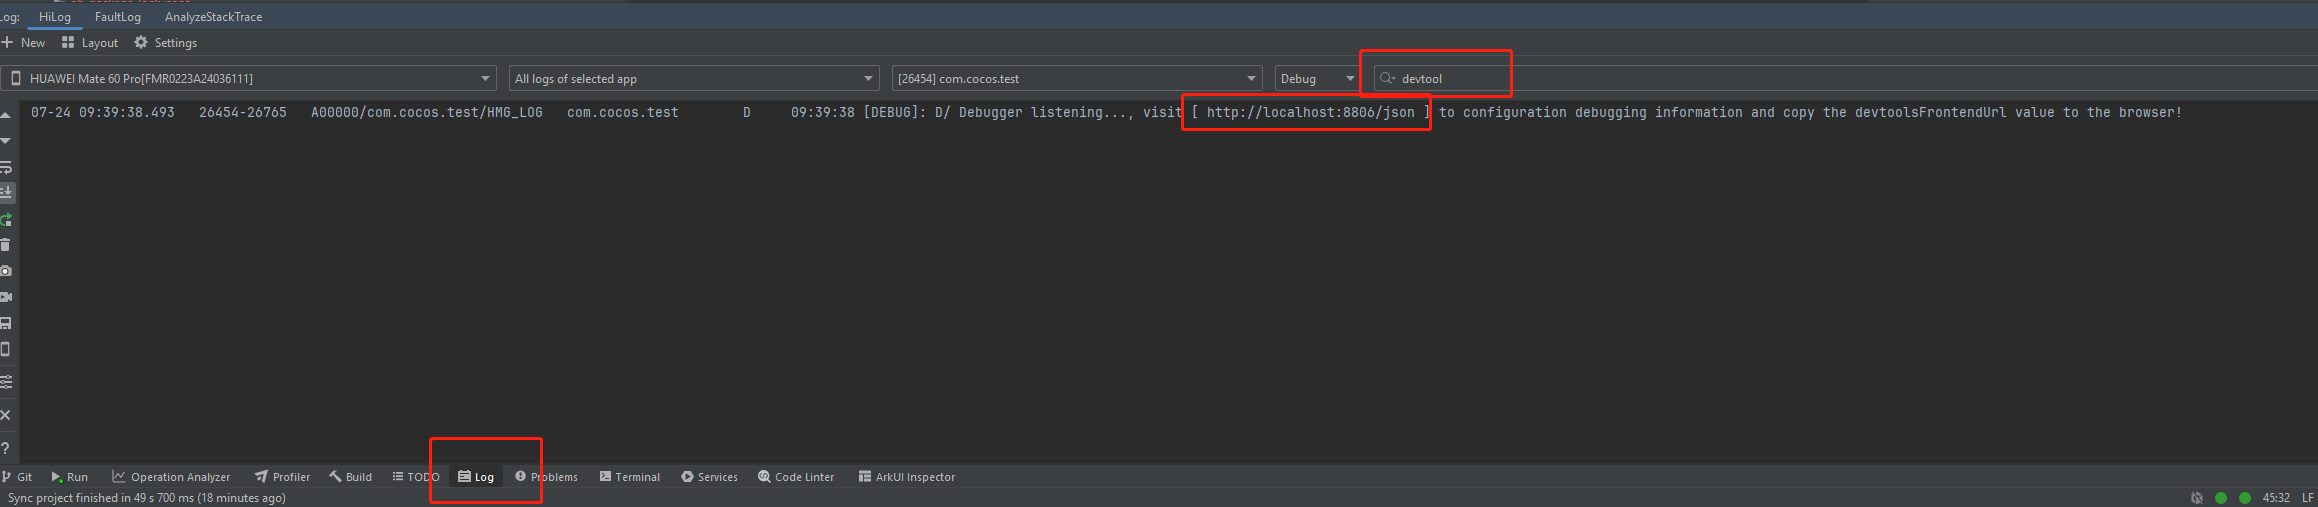 Log: HiLog FaultLog AnalyzeStackTrace
New Layout Settings
HUAWEI Mate 60 Pro[FMR0223A24036111] All logs of selected app [26454] com.cocos.test Debug devtool
07-24 09:39:38.493 26454-26765 A00000/com.cocos.test/HMG_LOG com.cocos.test D 09:39:38 [DEBUG]: D/ Debugger listening..., visit [ http://localhost:8806/json ] to configuration debugging information and copy the devtoolsFrontendUrl value to the browser!
Git Run Operation Analyzer Profiler Build TODO Log Problems Terminal Services Code Linter ArkUI Inspector
Sync project finished in 49 s 700 ms (18 minutes ago) 45:32 LF